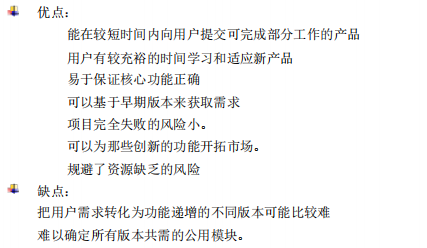 优点：
能在较短时间内向用户提交可完成部分工作的产品
用户有较充裕的时间学习和适应新产品
易于保证核心功能正确
可以基于早期版本来获取需求
项目完全失败的风险小。
可以为那些创新的功能开拓市场。
规避了资源缺乏的风险
缺点：
把用户需求转化为功能递增的不同版本可能比较难
难以确定所有版本共需的公用模块。